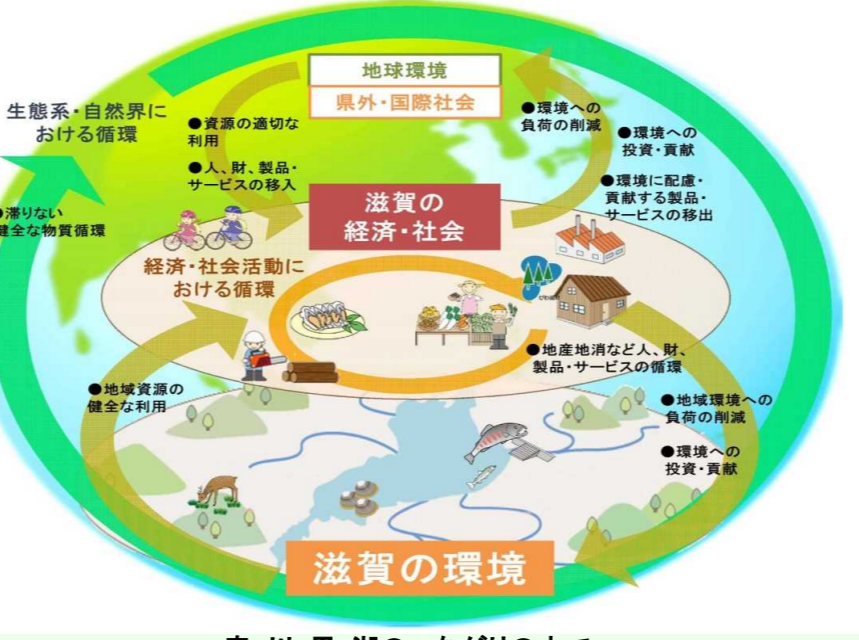 地球環境
県外・国際社会
生態系・自然界に
おける循環
●資源の適切な
利用
●人、財、製品・
サービスの移入
●環境への
負荷の削減
●環境への
投資・貢献
●環境に配慮・
貢献する製品・
サービスの移出
●滞りない
健全な物質循環
滋賀の
経済・社会
経済・社会活動に
おける循環
●地産地消など人、財、
製品・サービスの循環
●地域資源の
健全な利用
●地域環境への
負荷の削減
●環境への
投資・貢献
滋賀の環境